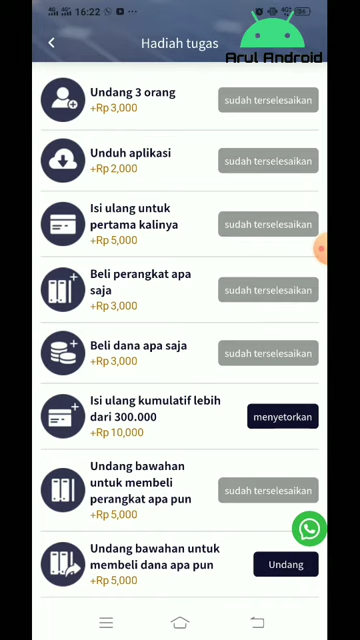 16:22
Hadiah tugas
Arul Android
Undang 3 orang
+Rp 3,000
sudah terselesaikan
Unduh aplikasi
+Rp 2,000
sudah terselesaikan
Isi ulang untuk
pertama kalinya
+Rp 5,000
sudah terselesaikan
Beli perangkat apa
saja
+Rp 3,000
sudah terselesaikan
Beli dana apa saja
+Rp 3,000
sudah terselesaikan
Isi ulang kumulatif lebih
dari 300.000
+Rp 10,000
menyetorkan
Undang bawahan
untuk membeli
perangkat apa pun
+Rp 5,000
sudah terselesaikan
Undang bawahan untuk
membeli dana apa pun
+Rp 5,000
Undang